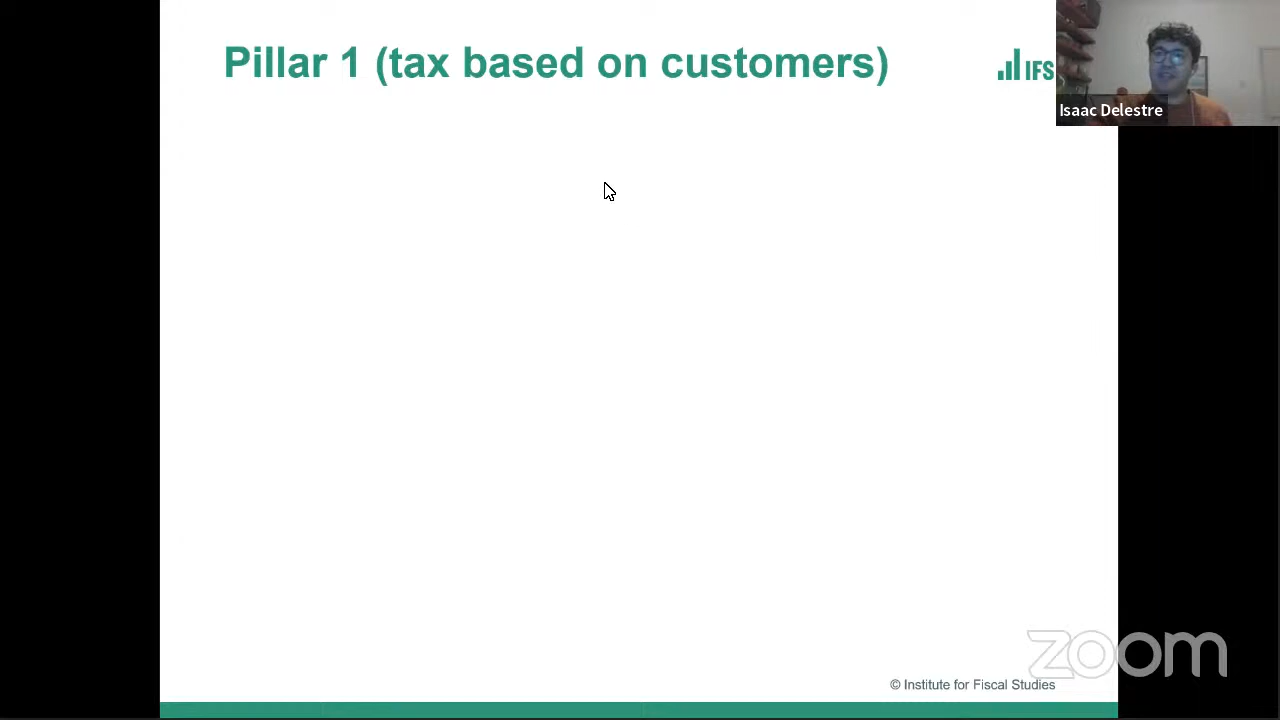 Pillar 1 (tax based on customers)
IFS
Isaac Delestre
zoom
© Institute for Fiscal Studies